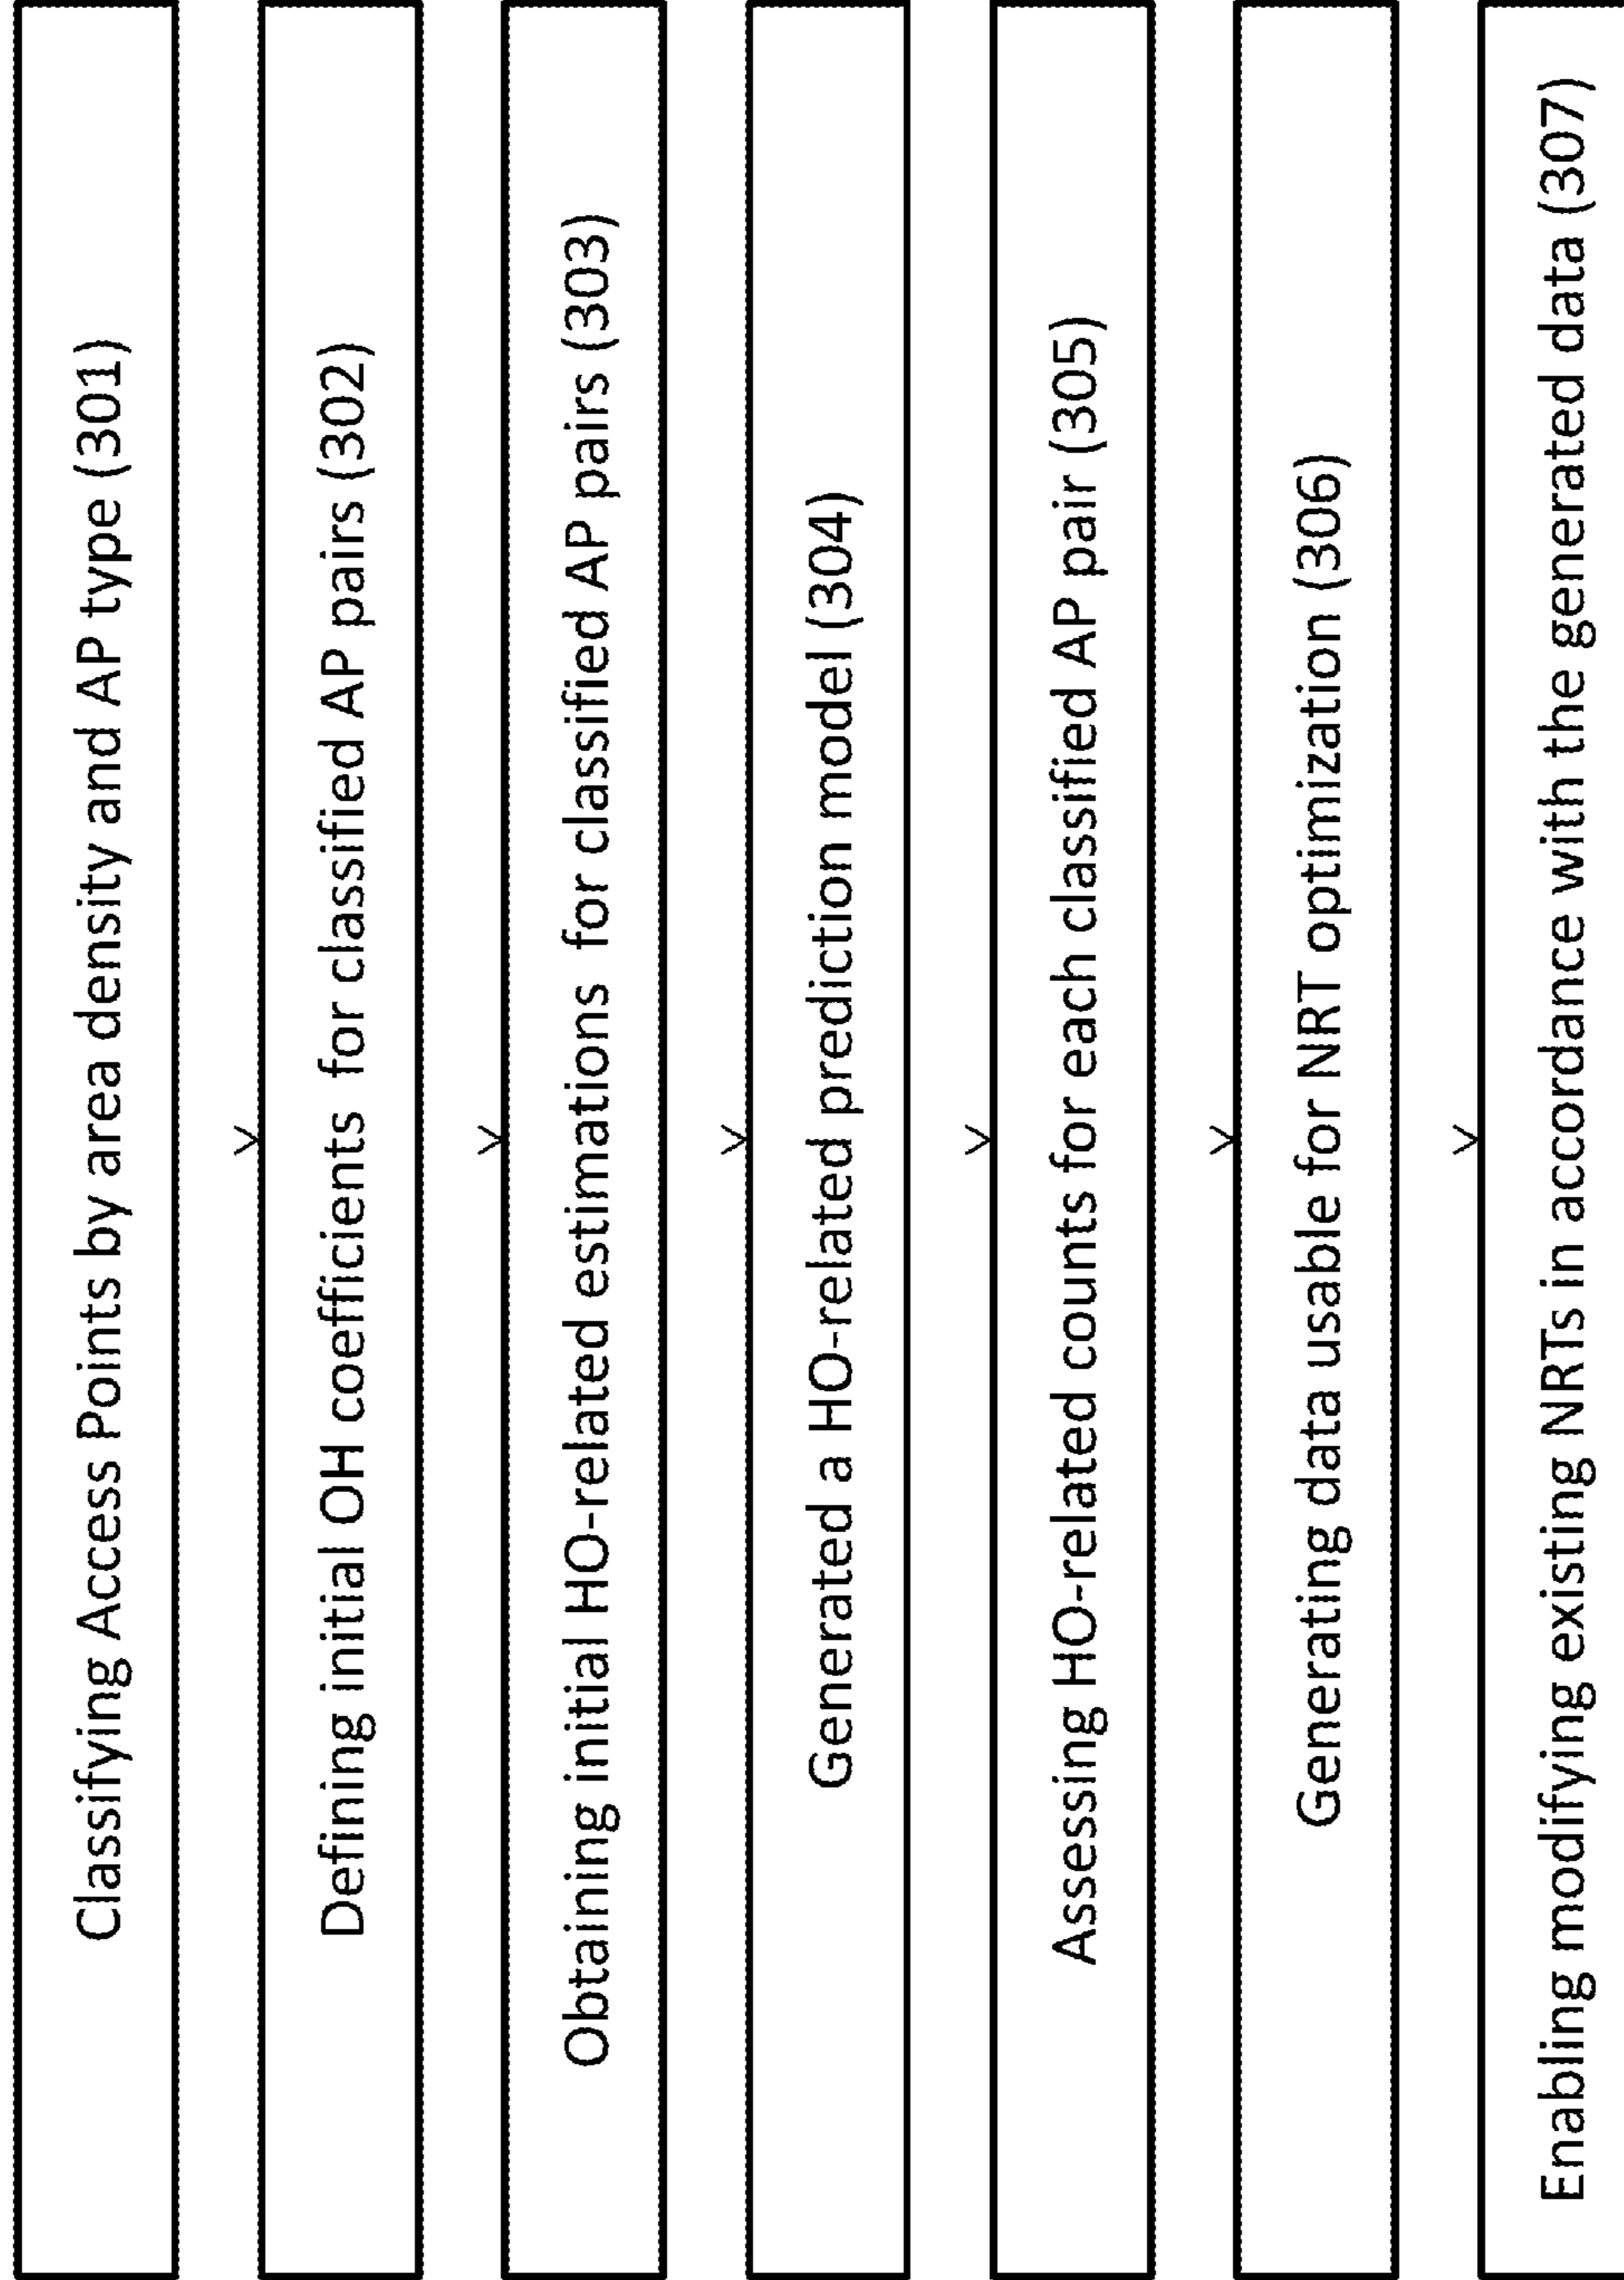 Classifying Access Points by area density and AP type (301)
Defining initial OH coefficients for classified AP pairs (302)
Obtaining initial HO-related estimations for classified AP pairs (303)
Generated a HO-related prediction model (304)
Assessing HO-related counts for each classified AP pair (305)
Generating data usable for NRT optimization (306)
Enabling modifying existing NRTs in accordance with the generated data (307)